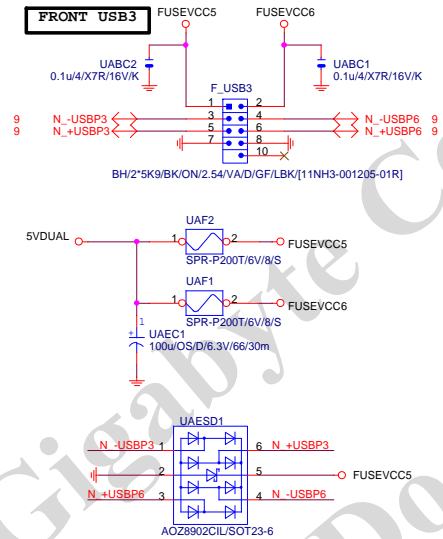 FRONT USB3
FUSEVCC5 FUSEVCC6
UABC2 UABC1
0.1u/4/X7R/16V/K 0.1u/4/X7R/16V/K
F_USB3
1 2
9 N_-USBP3 3 4 N_-USBP6 9
9 N_+USBP3 5 6 N_+USBP6 9
7 8
10
BH/2*5K9/BK/ON/2.54/VA/D/GF/LBK/[11NH3-001205-01R]
UAF2
5VDUAL 1 2 FUSEVCC5
SPR-P200T/6V/8/S
UAF1
1 2 FUSEVCC6
SPR-P200T/6V/8/S
1
+ UAEC1
100u/OS/D/6.3V/66/30m
UAESD1
N_-USBP3 1 6 N_+USBP3
2 5 FUSEVCC5
N_+USBP6 3 4 N_-USBP6
AOZ8902CIL/SOT23-6
Gigabyte Co
Do